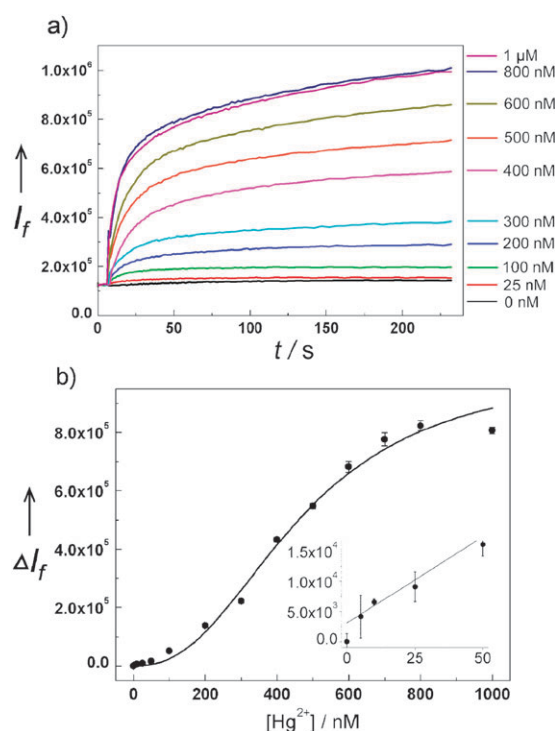 a)
1 µM
800 nM
600 nM
500 nM
400 nM
300 nM
200 nM
100 nM
25 nM
0 nM
1.0x10⁶
8.0x10⁵
6.0x10⁵
4.0x10⁵
2.0x10⁵
0.0
I_f
0 50 100 150 200
t / s
b)
8.0x10⁵
6.0x10⁵
4.0x10⁵
2.0x10⁵
0.0
ΔI_f
1.5x10⁴
1.0x10⁴
5.0x10³
0.0
0 25 50
0 200 400 600 800 1000
[Hg²⁺] / nM